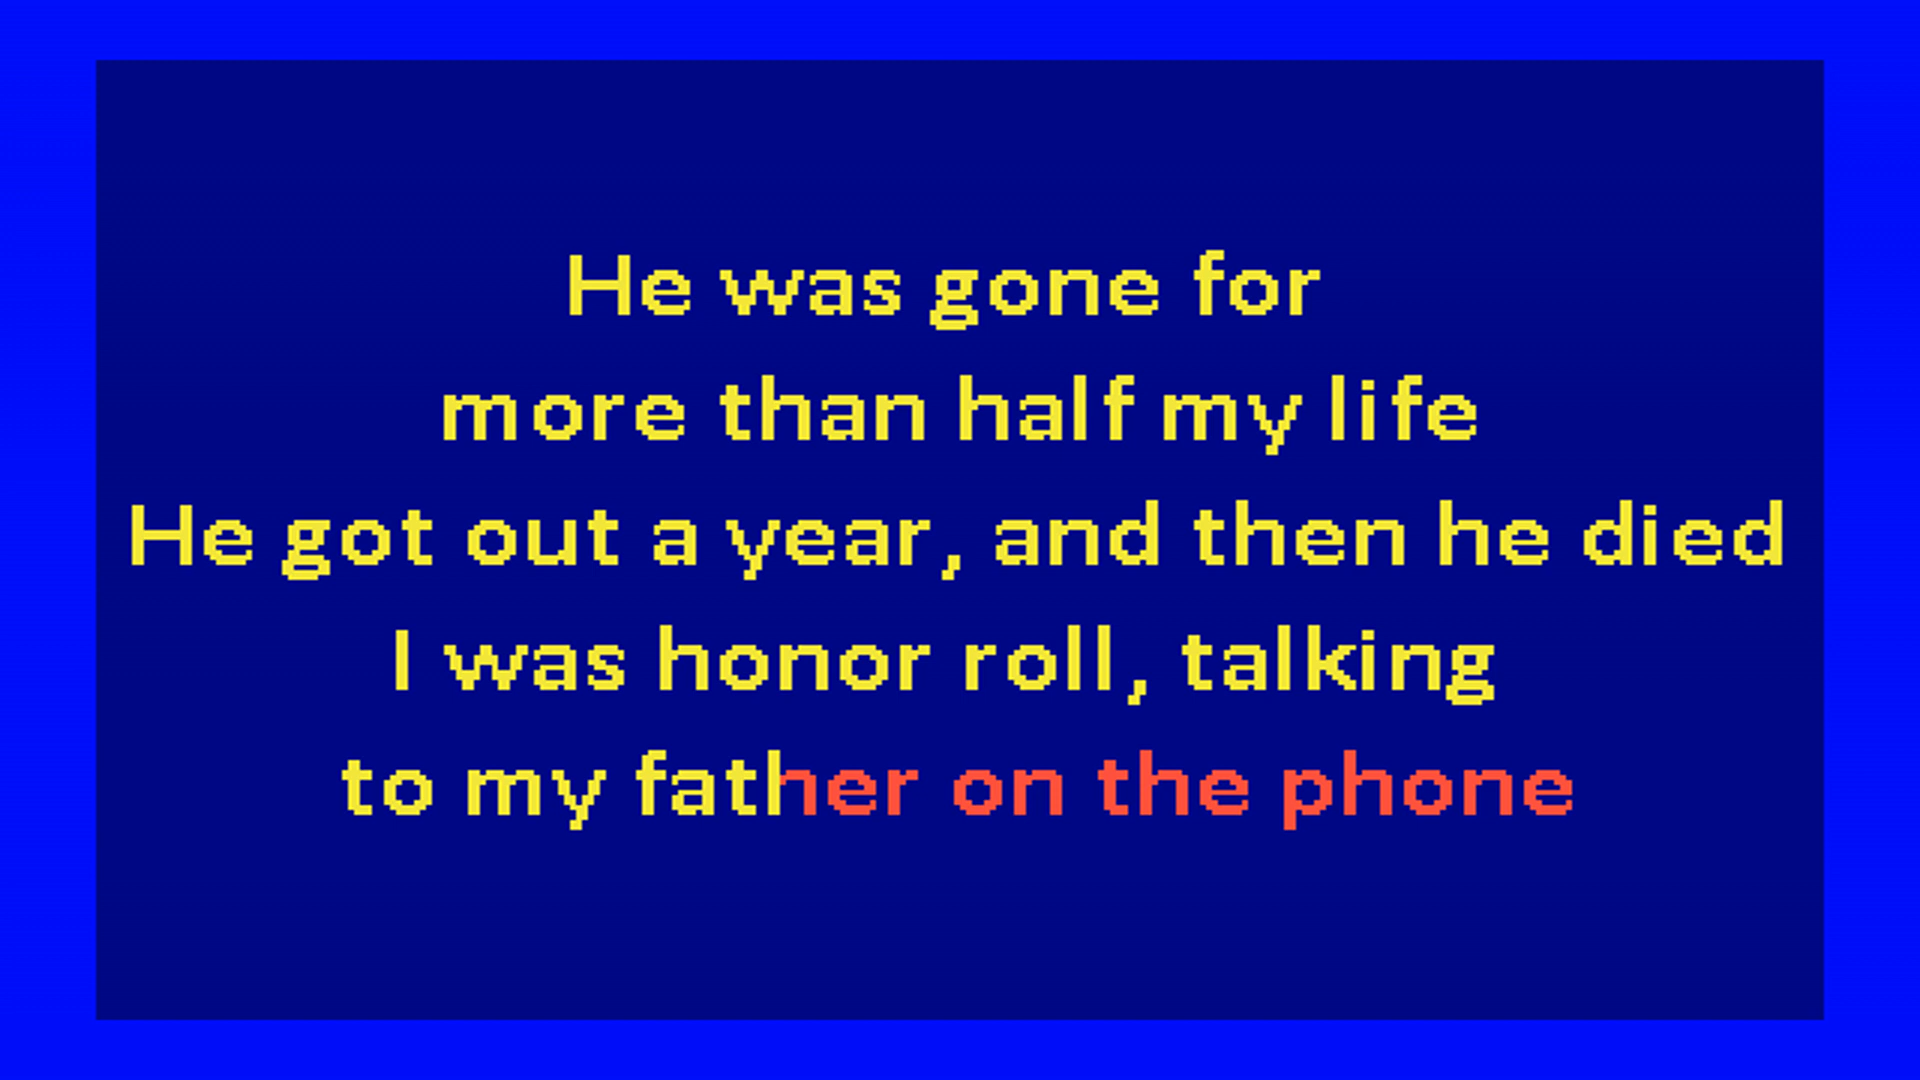 He was gone for
more than half my life
He got out a year, and then he died
I was honor roll, talking
to my father on the phone